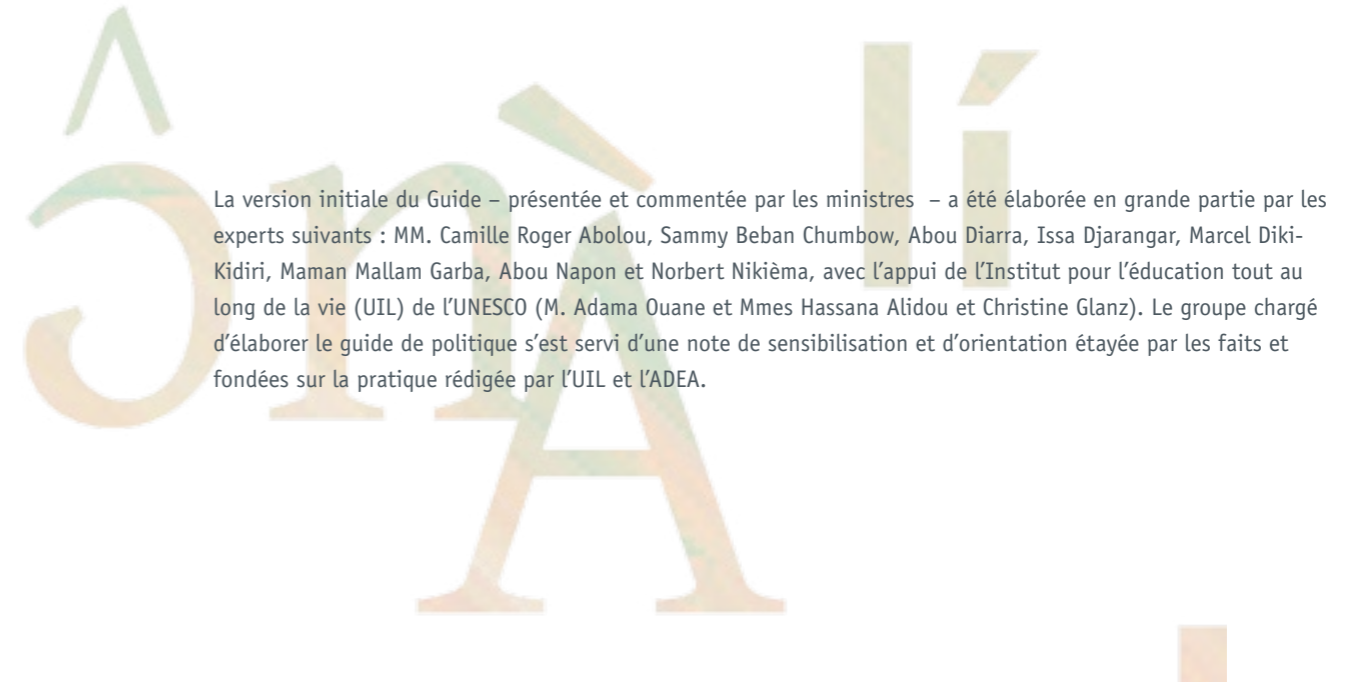 ɔ̂nÀ lí
La version initiale du Guide – présentée et commentée par les ministres – a été élaborée en grande partie par les
experts suivants : MM. Camille Roger Abolou, Sammy Beban Chumbow, Abou Diarra, Issa Djarangar, Marcel Diki-
Kidiri, Maman Mallam Garba, Abou Napon et Norbert Nikièma, avec l’appui de l’Institut pour l’éducation tout au
long de la vie (UIL) de l’UNESCO (M. Adama Ouane et Mmes Hassana Alidou et Christine Glanz). Le groupe chargé
d’élaborer le guide de politique s’est servi d’une note de sensibilisation et d’orientation étayée par les faits et
fondées sur la pratique rédigée par l’UIL et l’ADEA.